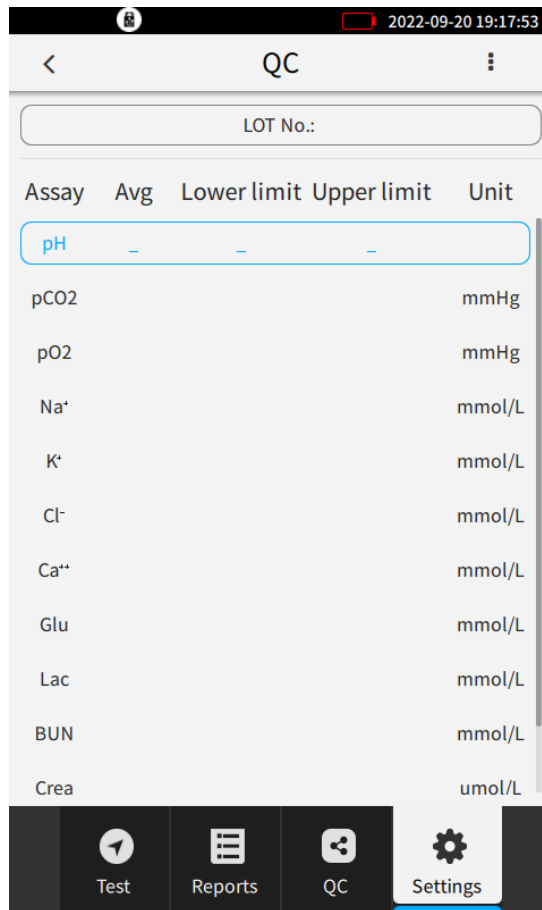 2022-09-20 19:17:53
QC
LOT No.:
Assay Avg Lower limit Upper limit Unit
pH _ _ _
pCO2 mmHg
pO2 mmHg
Na⁺ mmol/L
K⁺ mmol/L
Cl⁻ mmol/L
Ca⁺⁺ mmol/L
Glu mmol/L
Lac mmol/L
BUN mmol/L
Crea umol/L
Test Reports QC Settings